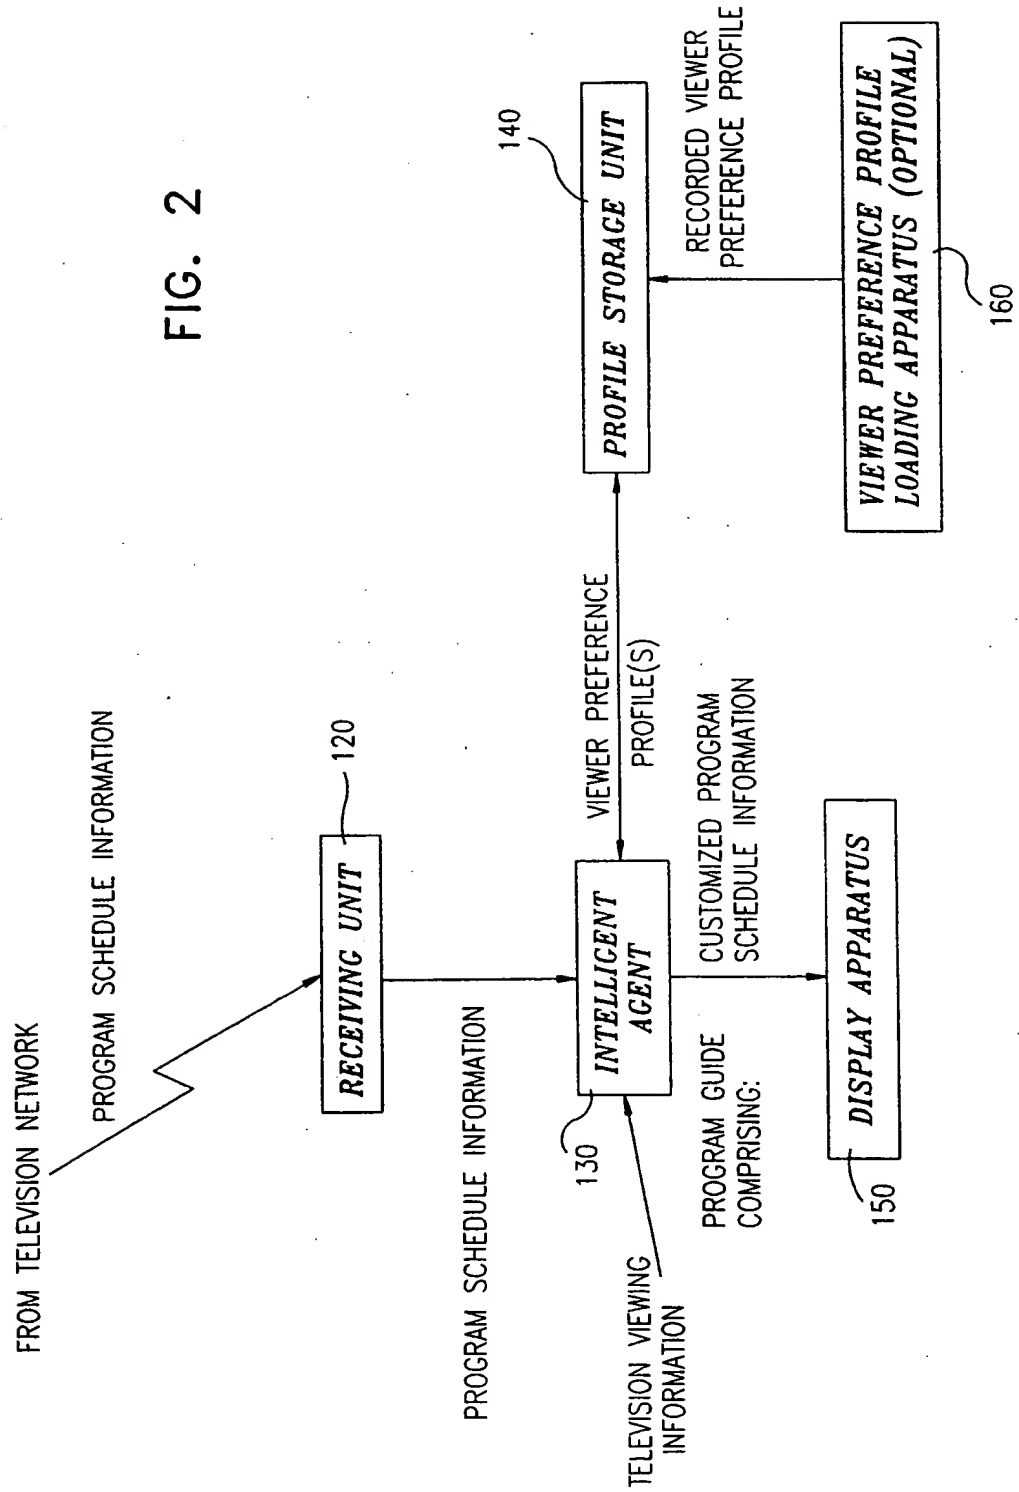 FIG. 2
FROM TELEVISION NETWORK
PROGRAM SCHEDULE INFORMATION
RECEIVING UNIT
120
PROGRAM SCHEDULE INFORMATION
TELEVISION VIEWING
INFORMATION
130
INTELLIGENT
AGENT
VIEWER PREFERENCE
PROFILE(S)
140
PROFILE STORAGE UNIT
RECORDED VIEWER
PREFERENCE PROFILE
VIEWER PREFERENCE PROFILE
LOADING APPARATUS (OPTIONAL)
160
PROGRAM GUIDE
COMPRISING:
CUSTOMIZED PROGRAM
SCHEDULE INFORMATION
150
DISPLAY APPARATUS